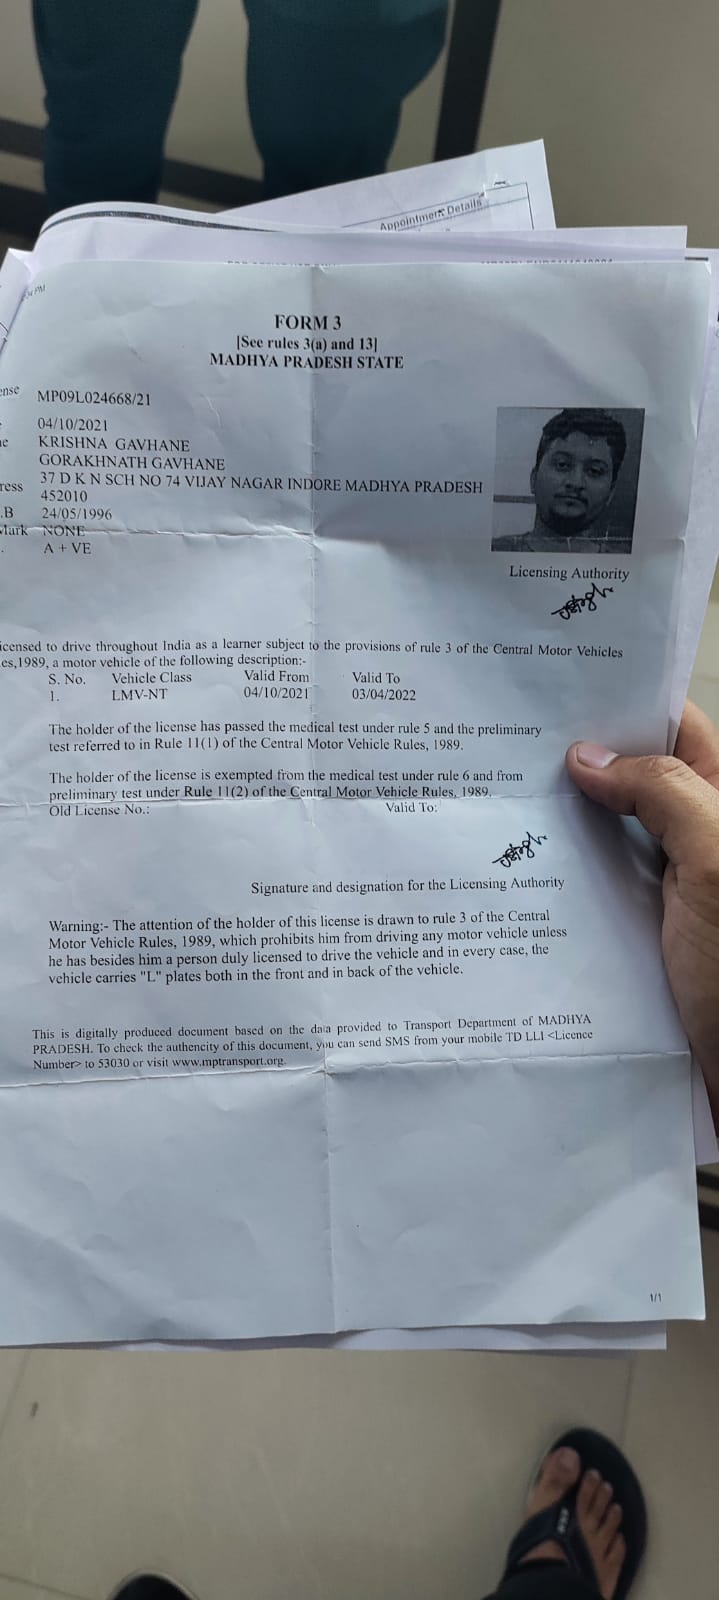 Appointment Details
PM
FORM 3
[See rules 3(a) and 13]
MADHYA PRADESH STATE
ense MP09L024668/21
04/10/2021
e KRISHNA GAVHANE
GORAKHNATH GAVHANE
ress 37 D K N SCH NO 74 VIJAY NAGAR INDORE MADHYA PRADESH
452010
.B 24/05/1996
Mark NONE
. A + VE
Licensing Authority
icensed to drive throughout India as a learner subject to the provisions of rule 3 of the Central Motor Vehicles
es,1989, a motor vehicle of the following description:-
S. No. Vehicle Class Valid From Valid To
1. LMV-NT 04/10/2021 03/04/2022
The holder of the license has passed the medical test under rule 5 and the preliminary
test referred to in Rule 11(1) of the Central Motor Vehicle Rules, 1989.
The holder of the license is exempted from the medical test under rule 6 and from
preliminary test under Rule 11(2) of the Central Motor Vehicle Rules, 1989.
Old License No.: Valid To:
Signature and designation for the Licensing Authority
Warning:- The attention of the holder of this license is drawn to rule 3 of the Central
Motor Vehicle Rules, 1989, which prohibits him from driving any motor vehicle unless
he has besides him a person duly licensed to drive the vehicle and in every case, the
vehicle carries "L" plates both in the front and in back of the vehicle.
This is digitally produced document based on the data provided to Transport Department of MADHYA
PRADESH. To check the authencity of this document, you can send SMS from your mobile TD LLI <Licence
Number> to 53030 or visit www.mptransport.org.
1/1